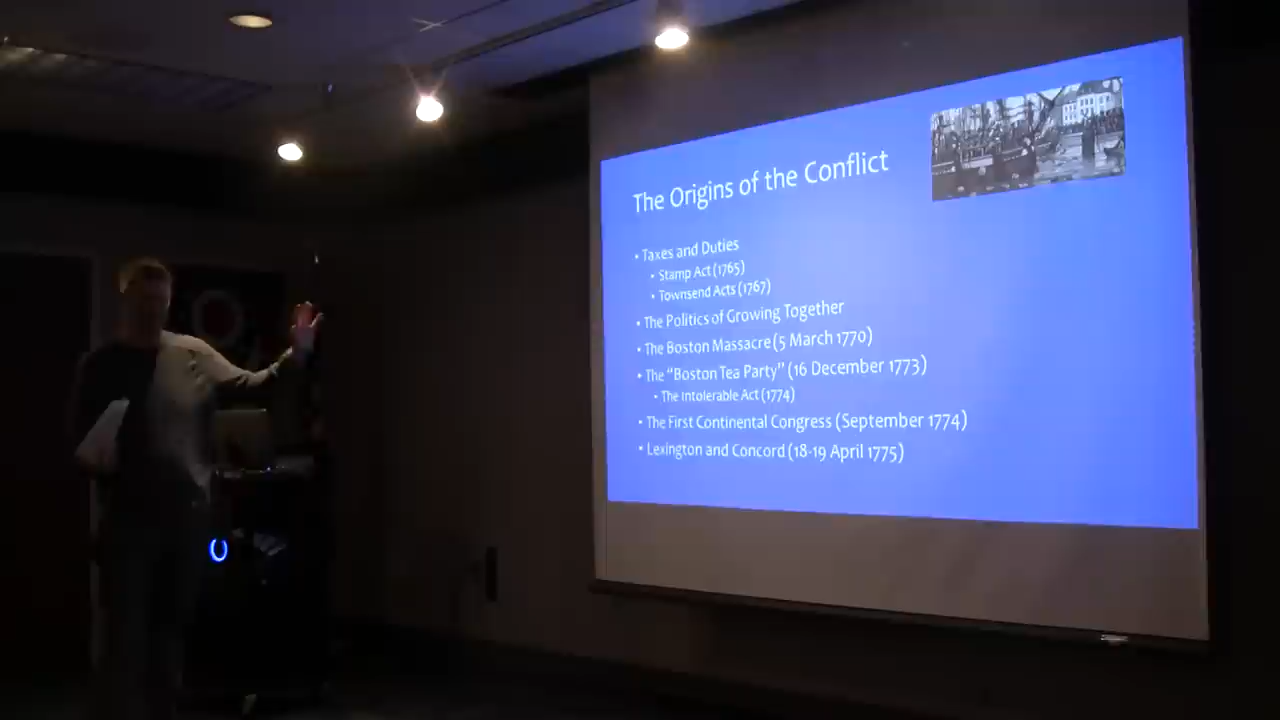 The Origins of the Conflict
• Taxes and Duties
• Stamp Act (1765)
• Townsend Acts (1767)
• The Politics of Growing Together
• The Boston Massacre (5 March 1770)
• The "Boston Tea Party" (16 December 1773)
• The Intolerable Act (1774)
• The First Continental Congress (September 1774)
• Lexington and Concord (18-19 April 1775)